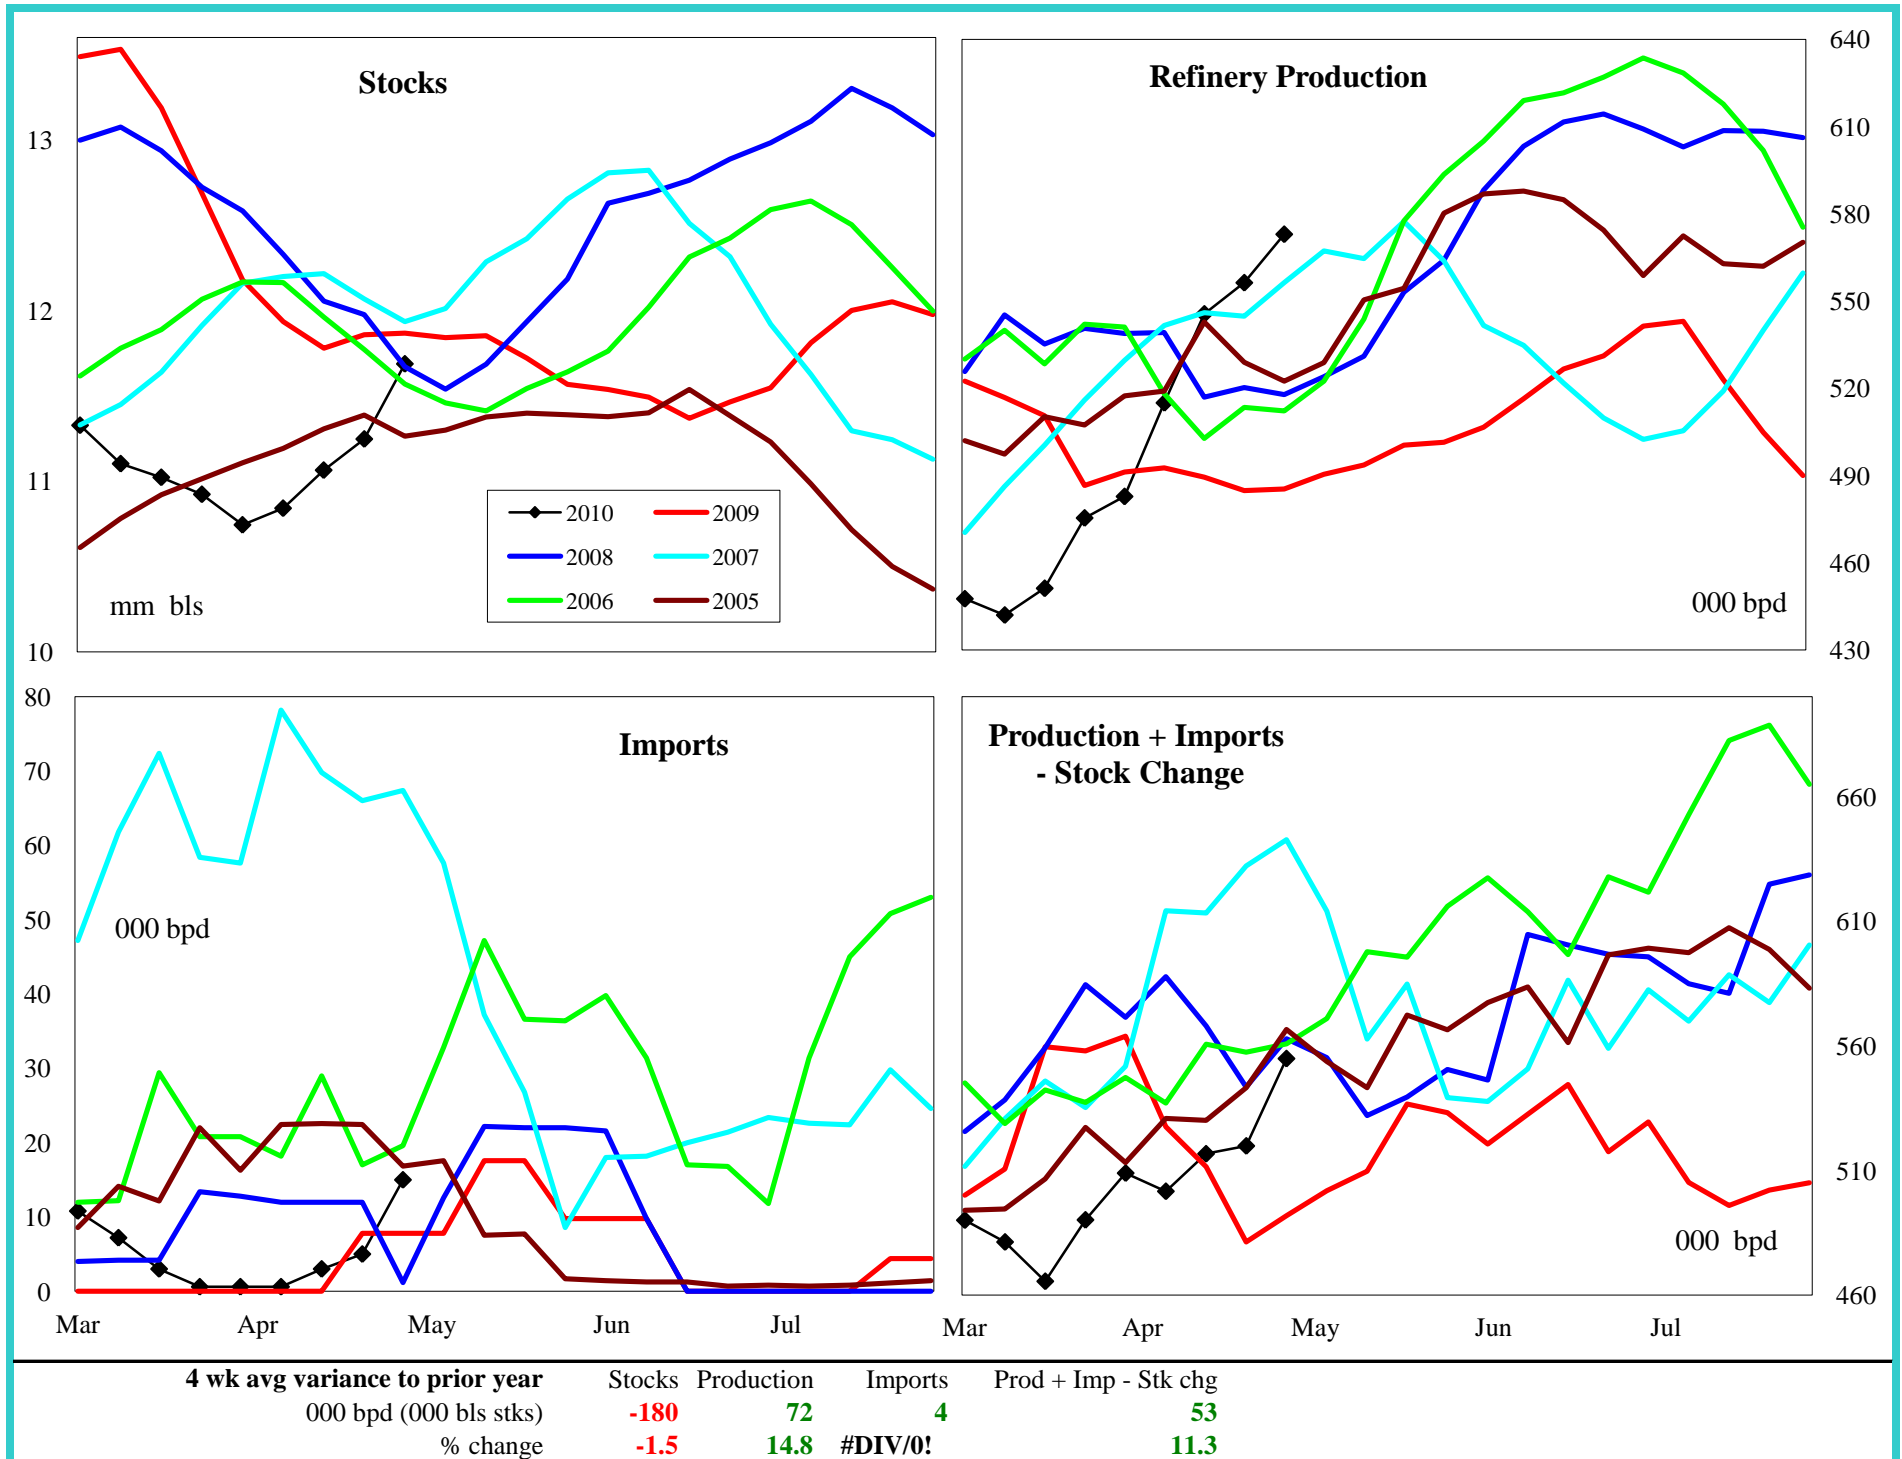 Stocks
13
12
11
10
mm bls
2010
2009
2008
2007
2006
2005
Refinery Production
640
610
580
550
520
490
460
430
000 bpd
Imports
80
70
60
50
40
30
20
10
0
000 bpd
Mar Apr May Jun Jul
Production + Imports
- Stock Change
660
610
560
510
460
000 bpd
Mar Apr May Jun Jul
4 wk avg variance to prior year Stocks Production Imports Prod + Imp - Stk chg
000 bpd (000 bls stks) -180 72 4 53
% change -1.5 14.8 #DIV/0! 11.3